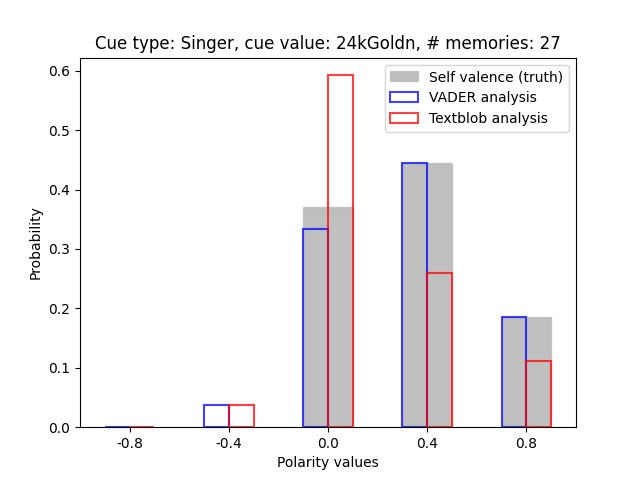 Cue type: Singer, cue value: 24kGoldn, # memories: 27
Self valence (truth)
VADER analysis
Textblob analysis
Probability
0.6
0.5
0.4
0.3
0.2
0.1
0.0
-0.8 -0.4 0.0 0.4 0.8
Polarity values